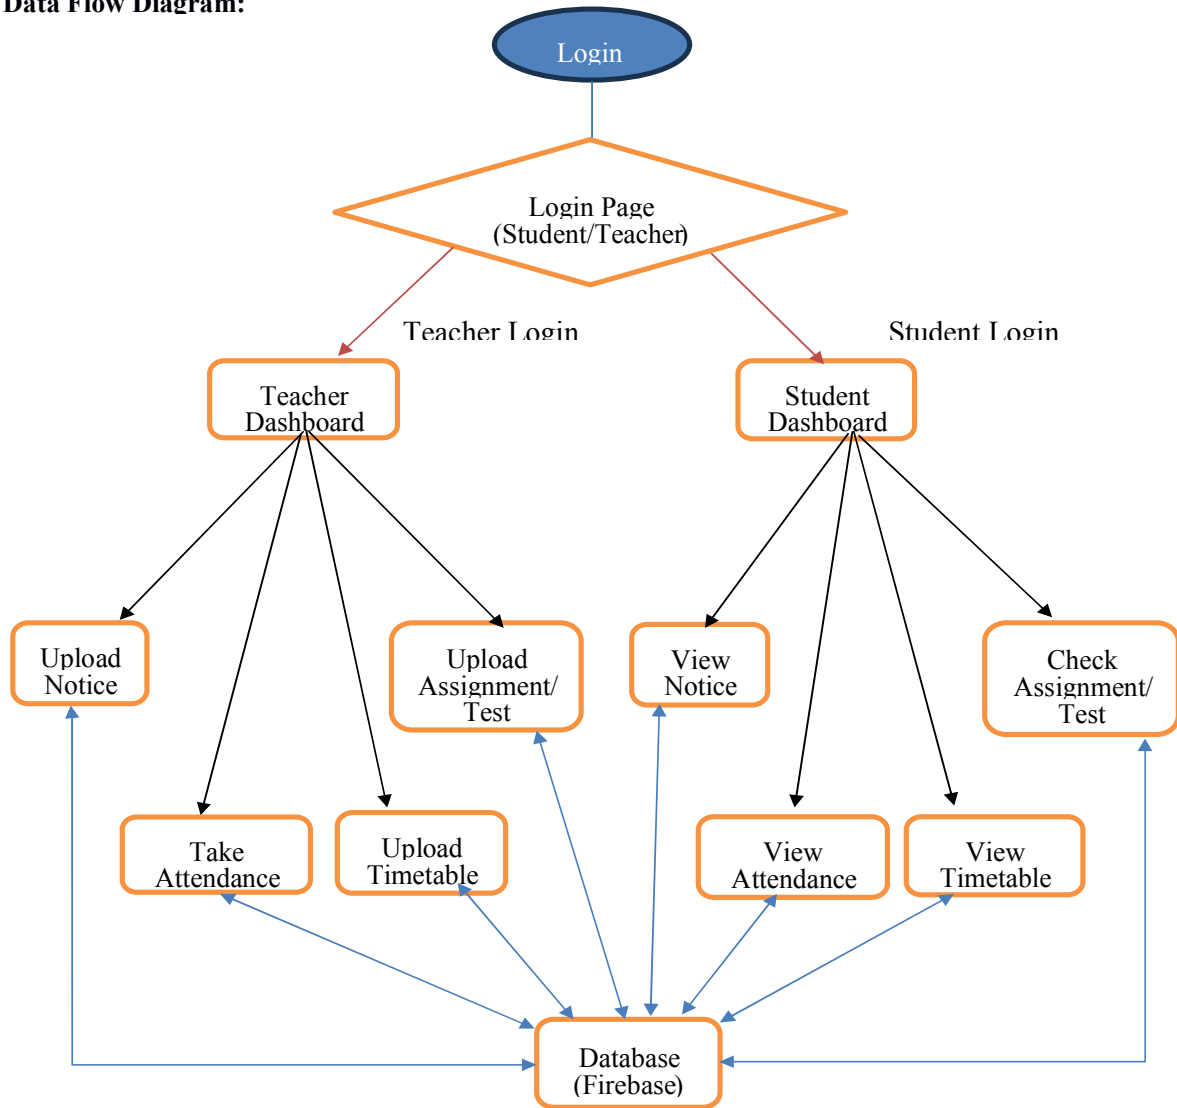 Data Flow Diagram:
Login
Login Page
(Student/Teacher)
Teacher Login
Student Login
Teacher
Dashboard
Student
Dashboard
Upload
Notice
Upload
Assignment/
Test
View
Notice
Check
Assignment/
Test
Take
Attendance
Upload
Timetable
View
Attendance
View
Timetable
Database
(Firebase)